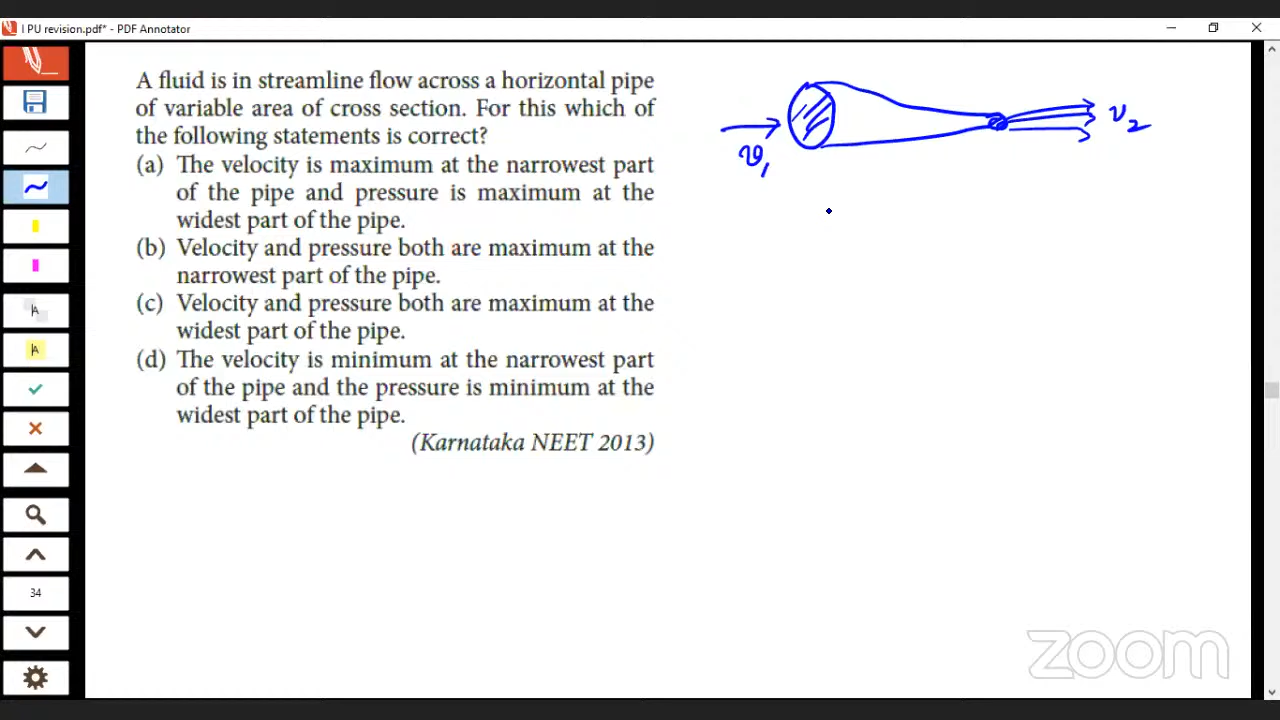 I PU revision.pdf* - PDF Annotator
A fluid is in streamline flow across a horizontal pipe
of variable area of cross section. For this which of
the following statements is correct?
(a) The velocity is maximum at the narrowest part
of the pipe and pressure is maximum at the
widest part of the pipe.
(b) Velocity and pressure both are maximum at the
narrowest part of the pipe.
(c) Velocity and pressure both are maximum at the
widest part of the pipe.
(d) The velocity is minimum at the narrowest part
of the pipe and the pressure is minimum at the
widest part of the pipe.
(Karnataka NEET 2013)
v₁
v₂
A
A
34
zoom